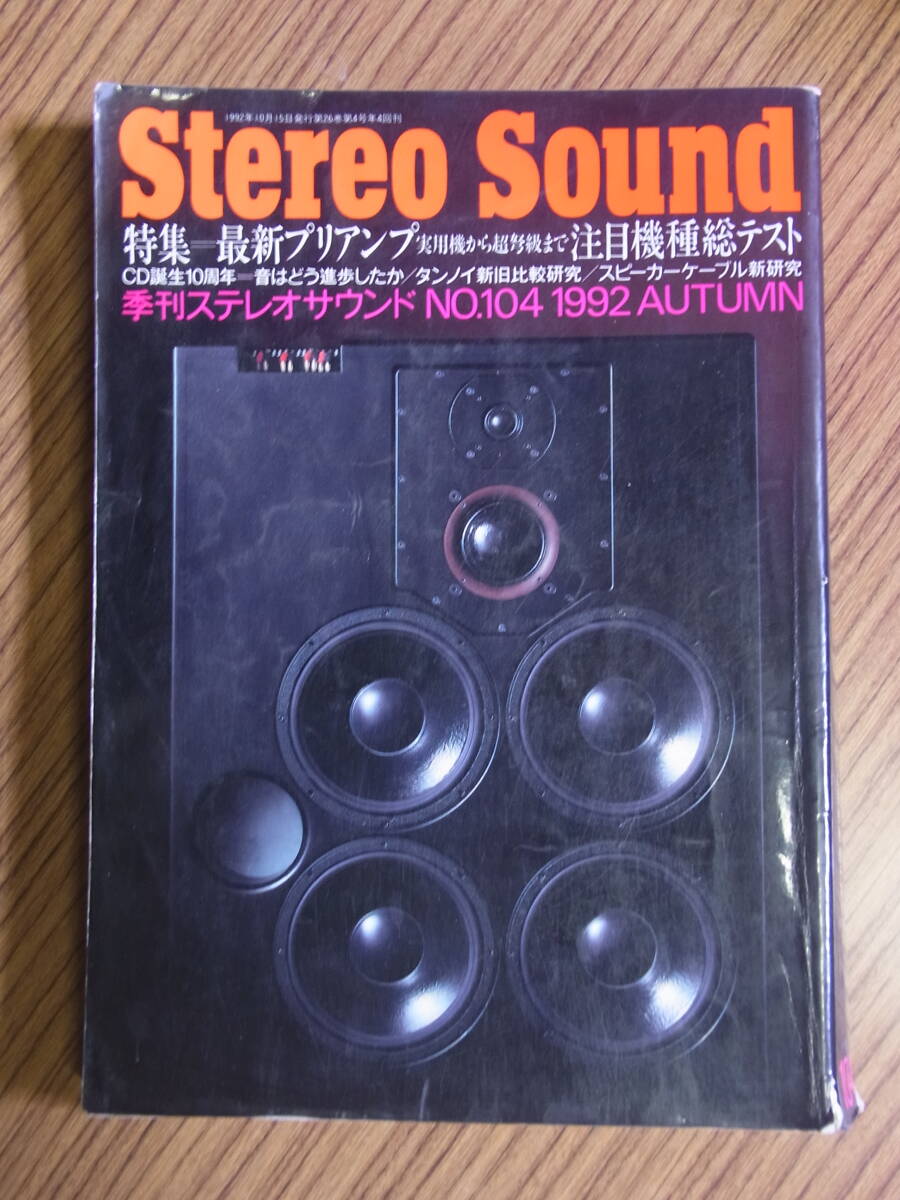 1992年10月15日発行第26巻第4号年4回刊
Stereo Sound
特集=最新プリアンプ実用機から超弩級まで注目機種総テスト
CD誕生10周年=音はどう進歩したか/タンノイ新旧比較研究/スピーカーケーブル新研究
季刊ステレオサウンド NO.104 1992 AUTUMN